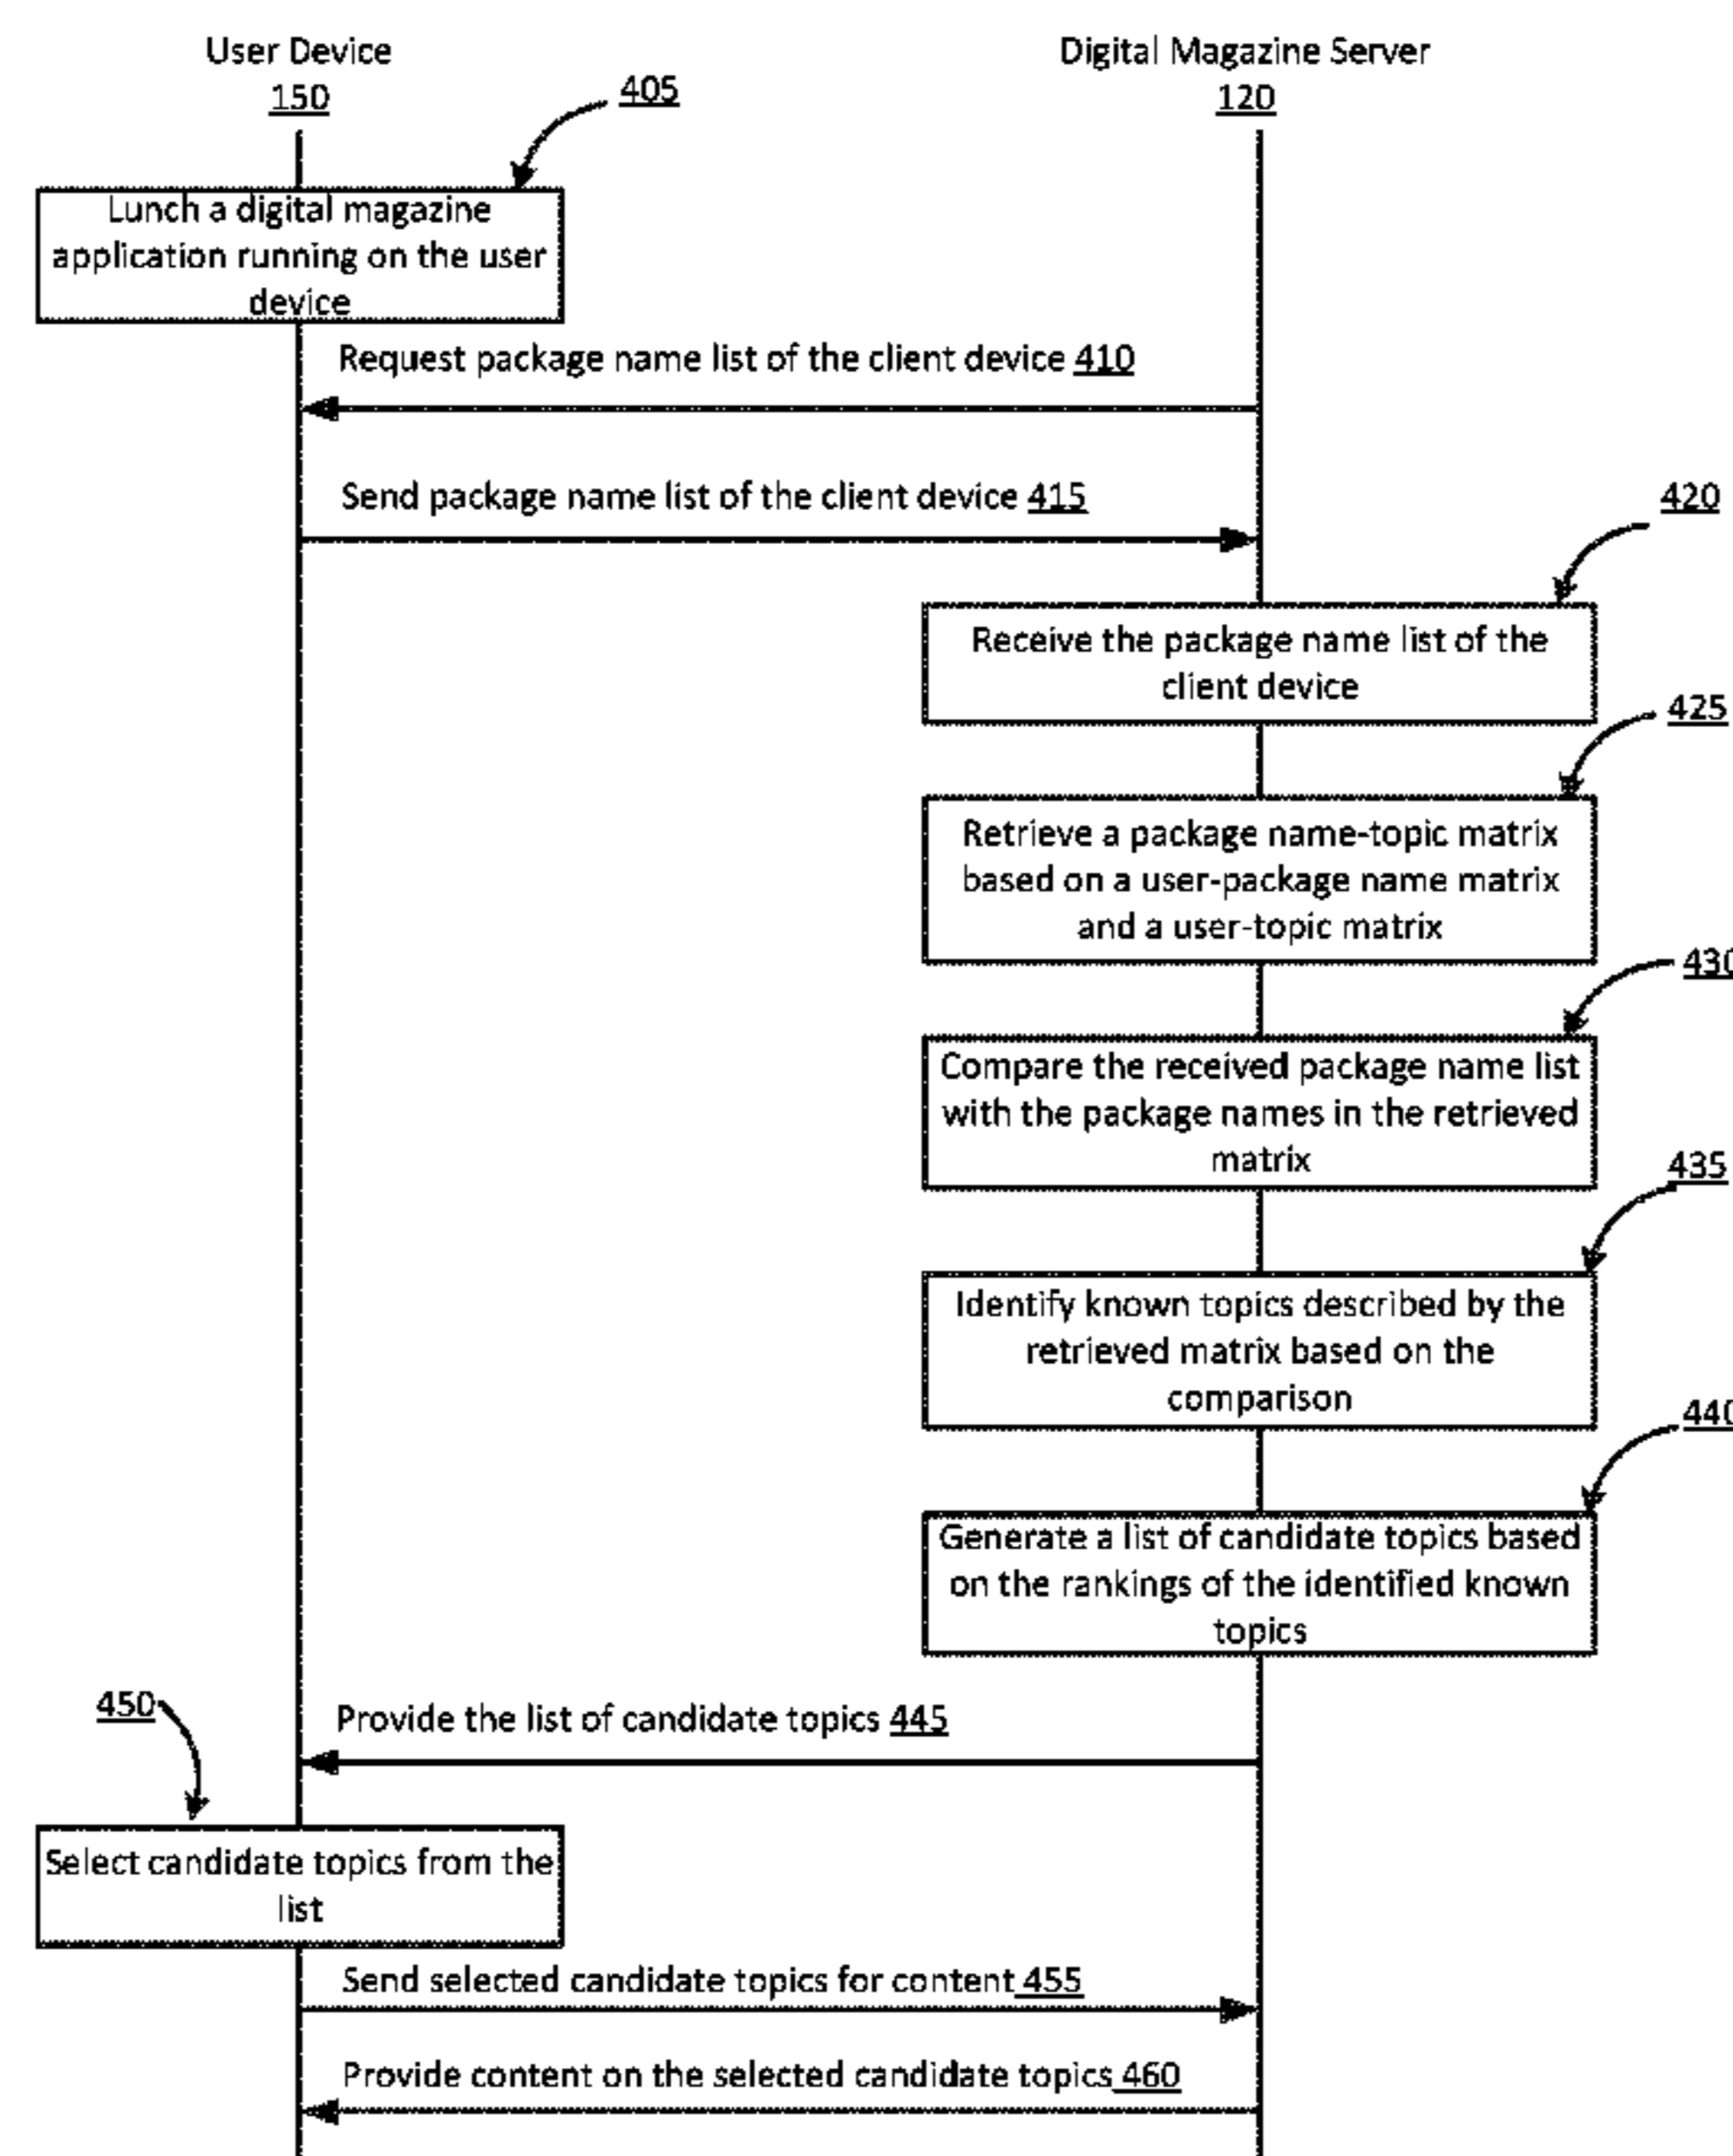 User Device
150
Digital Magazine Server
120
405
Lunch a digital magazine
application running on the user
device
Request package name list of the client device 410
Send package name list of the client device 415
420
Receive the package name list of the
client device
425
Retrieve a package name-topic matrix
based on a user-package name matrix
and a user-topic matrix
430
Compare the received package name list
with the package names in the retrieved
matrix
435
Identify known topics described by the
retrieved matrix based on the
comparison
440
Generate a list of candidate topics based
on the rankings of the identified known
topics
Provide the list of candidate topics 445
450
Select candidate topics from the
list
Send selected candidate topics for content 455
Provide content on the selected candidate topics 460